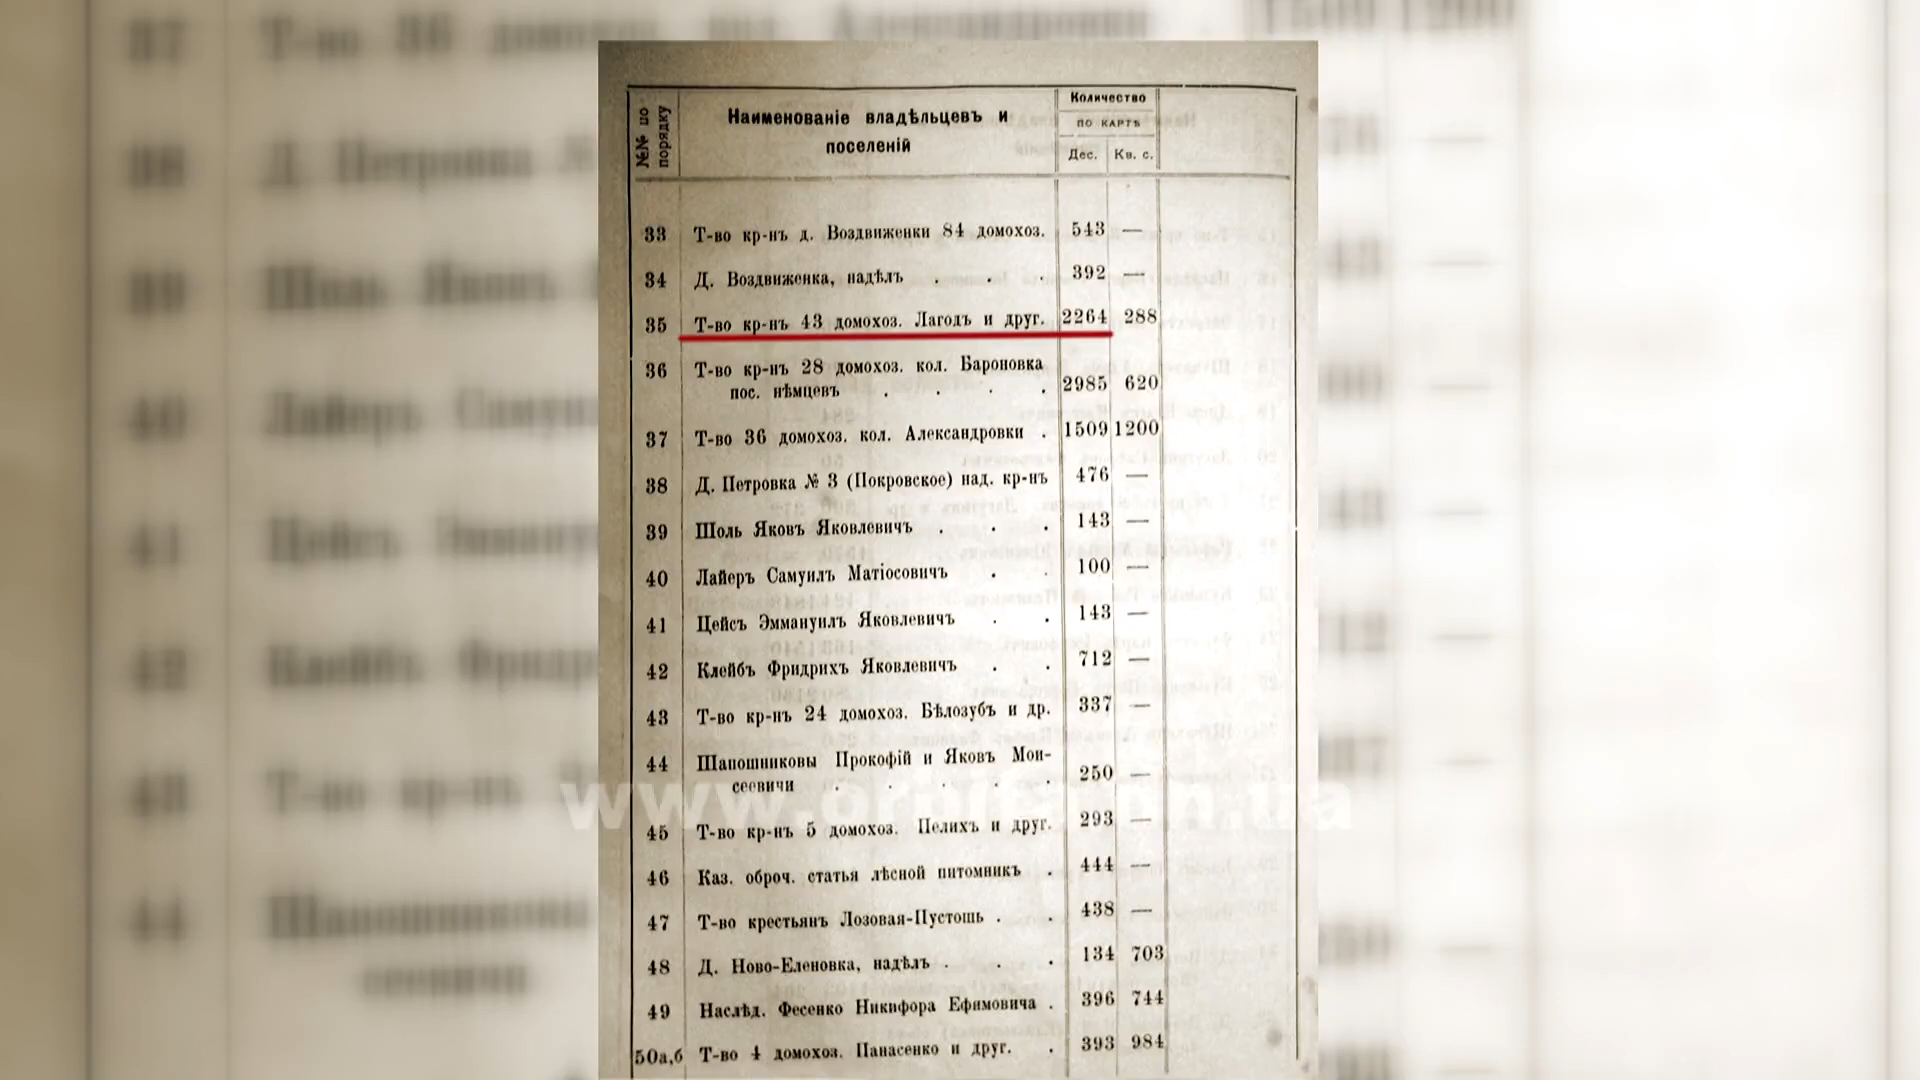 №№ по порядку
Наименованіе владѣльцевъ и поселеній
Количество
ПО КАРТѢ
Дес. Кв. с.
33 Т-во кр-нъ д. Воздвиженки 84 домохоз. 543 —
34 Д. Воздвиженка, надѣлъ . . . 392 —
35 Т-во кр-нъ 43 домохоз. Лагодъ и друг. 2264 288
36 Т-во кр-нъ 28 домохоз. кол. Бароновка
пос. нѣмцевъ . . . . 2985 620
37 Т-во 36 домохоз. кол. Александровки . 1509 1200
38 Д. Петровка № 3 (Покровское) над. кр-нъ 476 —
39 Шоль Яковъ Яковлевичъ . . . 143 —
40 Лайеръ Самуилъ Матіосовичъ . . 100 —
41 Цейсъ Эммануилъ Яковлевичъ . . 143 —
42 Клейбъ Фридрихъ Яковлевичъ . . 712 —
43 Т-во кр-нъ 24 домохоз. Бѣлозубъ и др. 337 —
44 Шапошниковы Прокофій и Яковъ Мои-
сеевичи . . . . . 250 —
45 Т-во кр-нъ 5 домохоз. Пелихъ и друг. 293 —
46 Каз. оброч. статья лѣсной питомникъ . 444 —
47 Т-во крестьянъ Лозовая-Пустошь . . 438 —
48 Д. Ново-Еленовка, надѣлъ . . . 134 703
49 Наслѣд. Фесенко Никифора Ефимовича . 396 744
50а,б Т-во 4 домохоз. Панасенко и друг. . 393 984